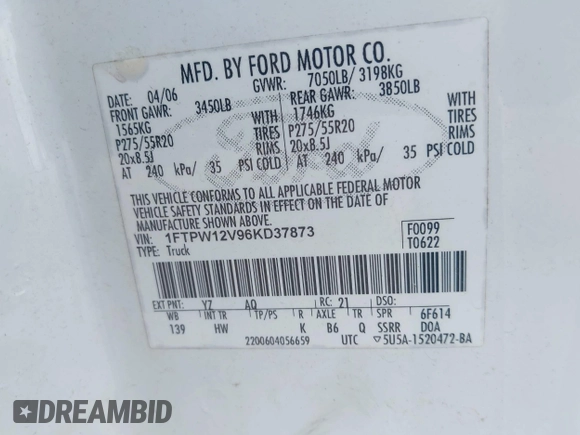 MFD. BY FORD MOTOR CO.
DATE: 04/06 GVWR: 7050LB/ 3198KG
FRONT GAWR: 3450LB REAR GAWR: 3850LB
1565KG WITH 1746KG WITH
P275/55R20 TIRES P275/55R20 TIRES
20x8.5J RIMS 20x8.5J RIMS
AT 240 kPa/ 35 PSI COLD AT 240 kPa/ 35 PSI COLD
THIS VEHICLE CONFORMS TO ALL APPLICABLE FEDERAL MOTOR
VEHICLE SAFETY STANDARDS IN EFFECT ON THE DATE OF
MANUFACTURE SHOWN ABOVE.
VIN: 1FTPW12V96KD37873 F0099
TYPE: Truck T0622
EXT PNT: YZ AQ RC: 21 DSO:
WB INT TR TP/PS R AXLE TR SPR 6F614
139 HW K B6 Q SSRR DOA
2200604056659 UTC ▽5U5A-1520472-BA
Ford
DREAMBID